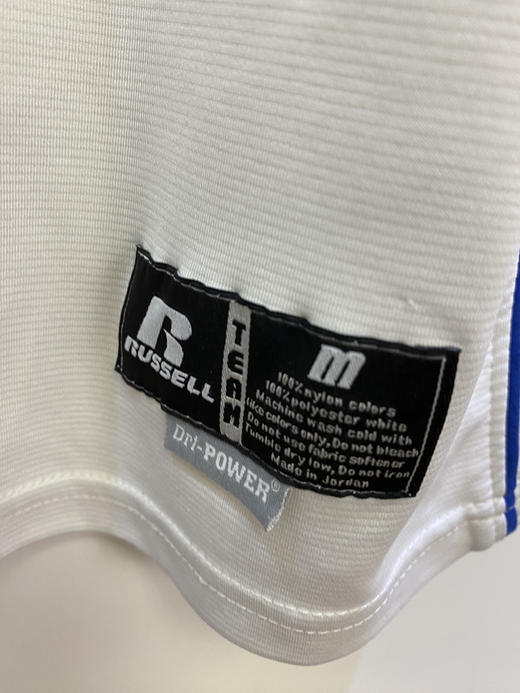 R
RUSSELL
TEAM
M
100% nylon colors
100% polyester white
Machine wash cold with
like colors only, Do not bleach
Do not use fabric softener
Tumble dry low, Do not iron
Made in Jordan
Dri-POWER®